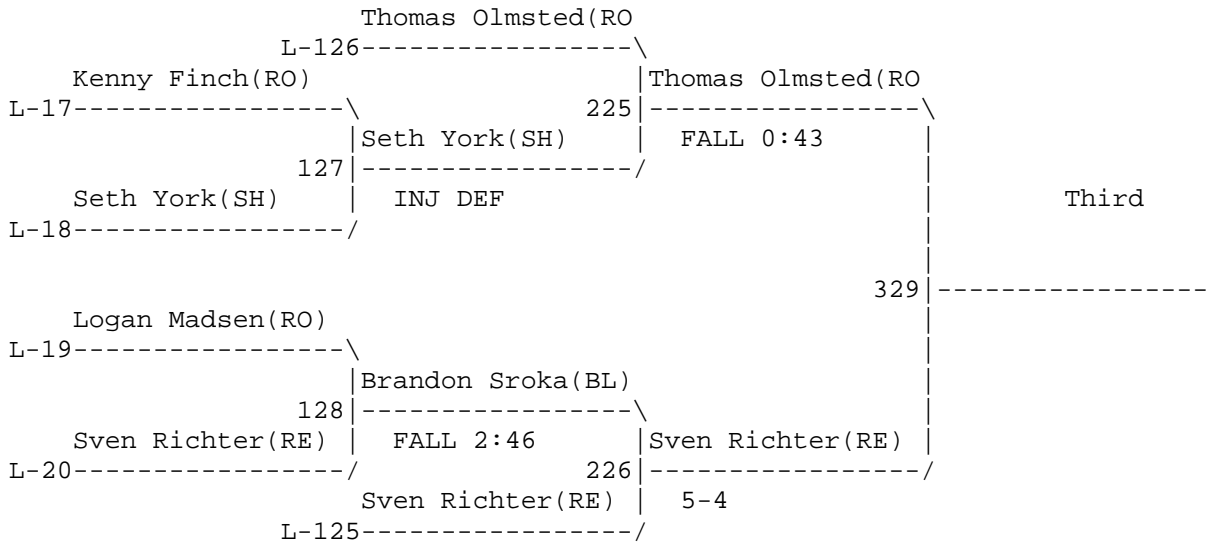 Thomas Olmsted(RO
L-126-----------------\
Kenny Finch(RO) |Thomas Olmsted(RO
L-17-----------------\ 225|-----------------\
|Seth York(SH) | FALL 0:43 |
127|-----------------/ |
Seth York(SH) | INJ DEF | Third
L-18-----------------/ |
|
329|-----------------
Logan Madsen(RO) |
L-19-----------------\ |
|Brandon Sroka(BL) |
128|-----------------\ |
Sven Richter(RE) | FALL 2:46 |Sven Richter(RE) |
L-20-----------------/ 226|-----------------/
Sven Richter(RE) | 5-4
L-125-----------------/